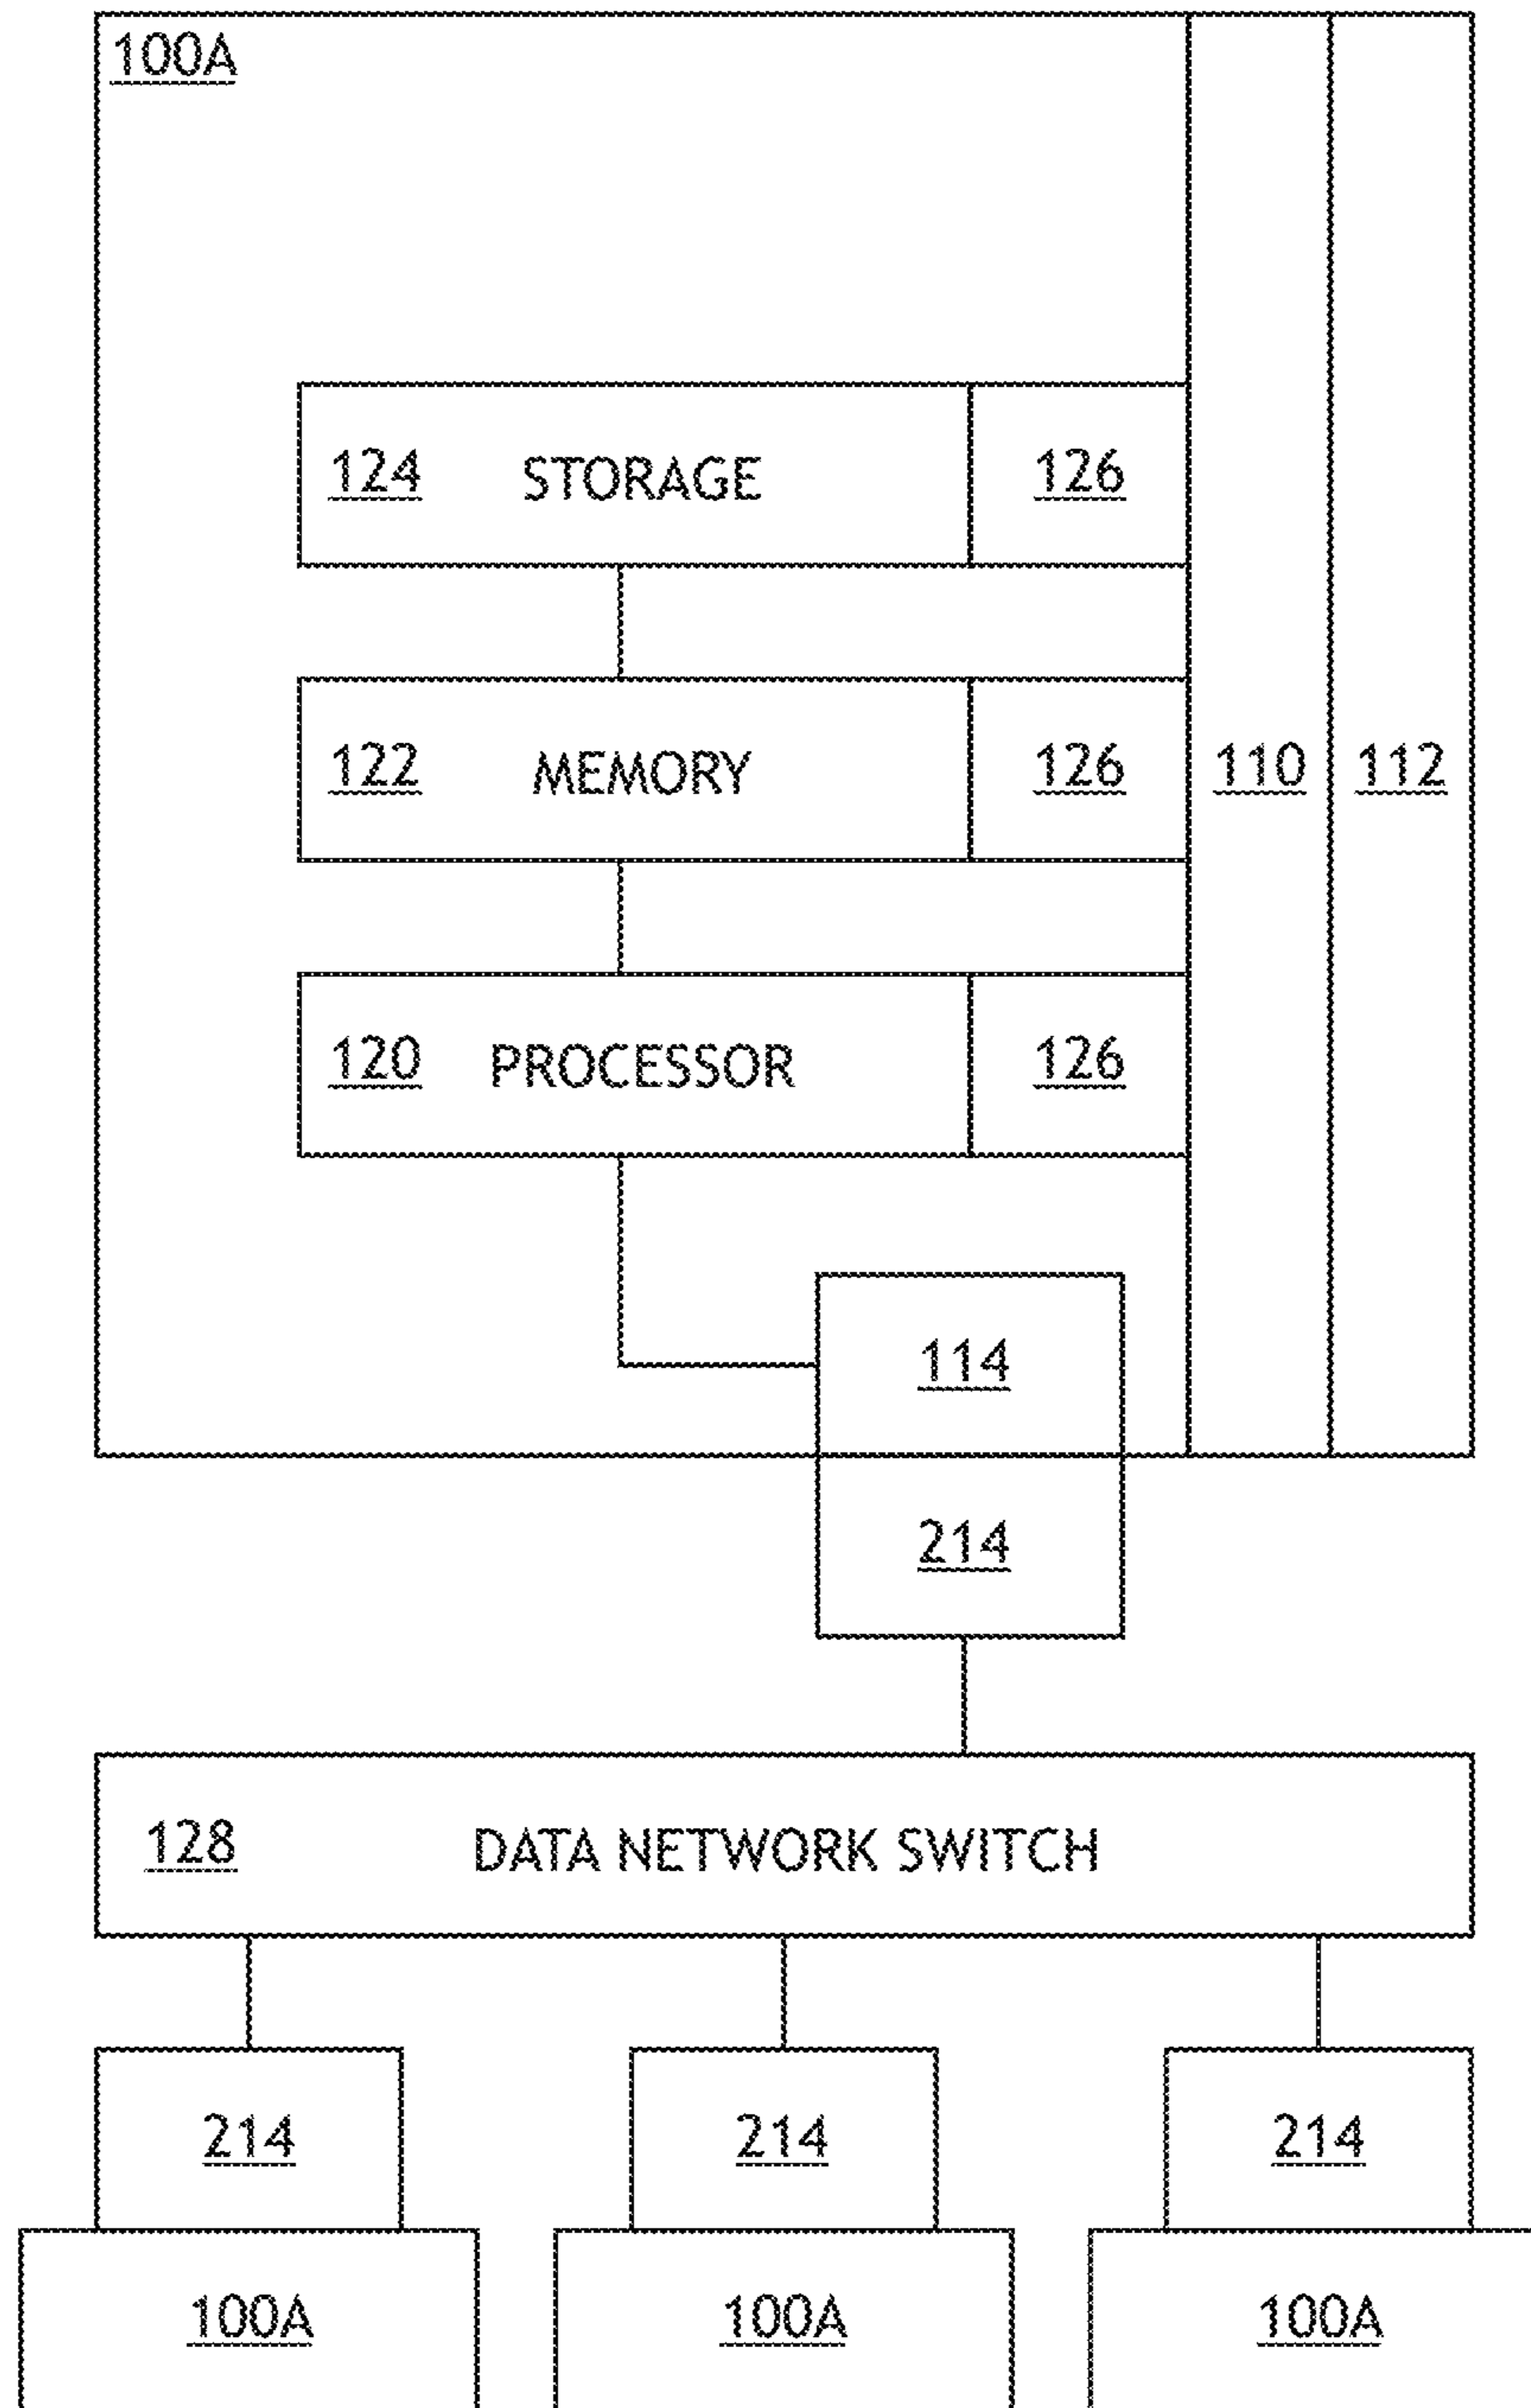 100A
124 STORAGE 126
122 MEMORY 126 110 112
120 PROCESSOR 126
114
214
128 DATA NETWORK SWITCH
214 214 214
100A 100A 100A